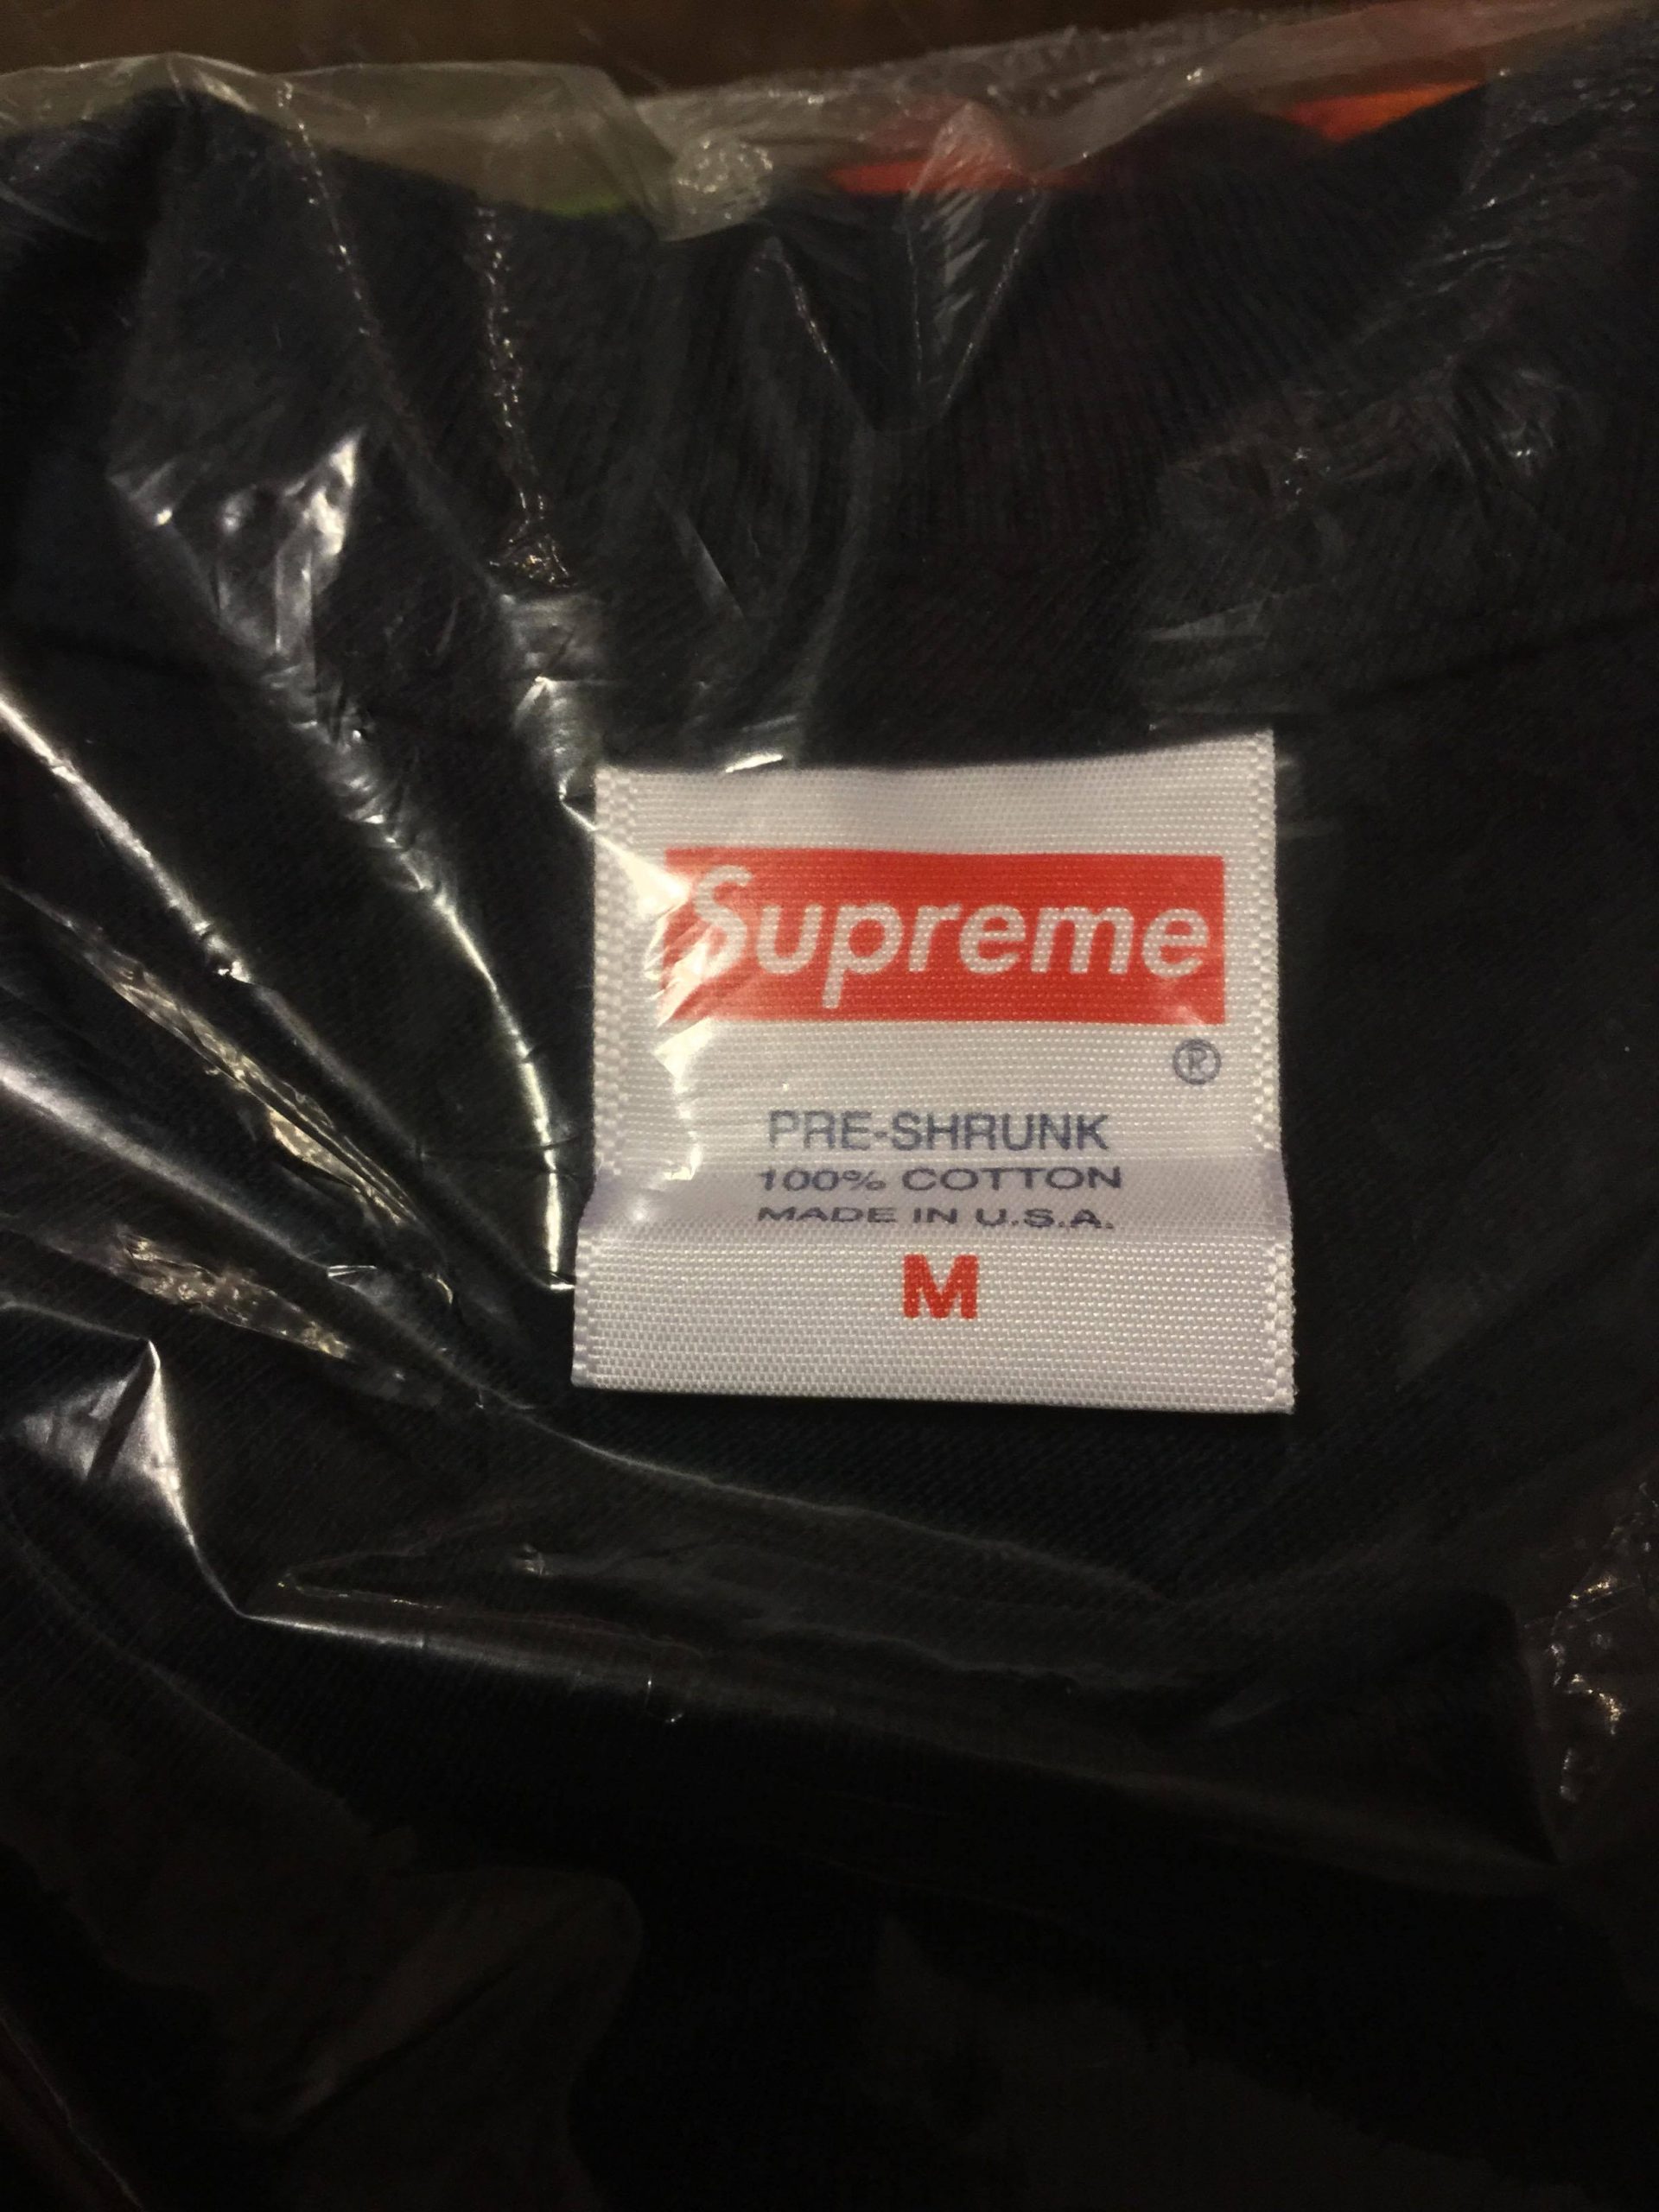 Supreme
®
PRE-SHRUNK
100% COTTON
MADE IN U.S.A.
M